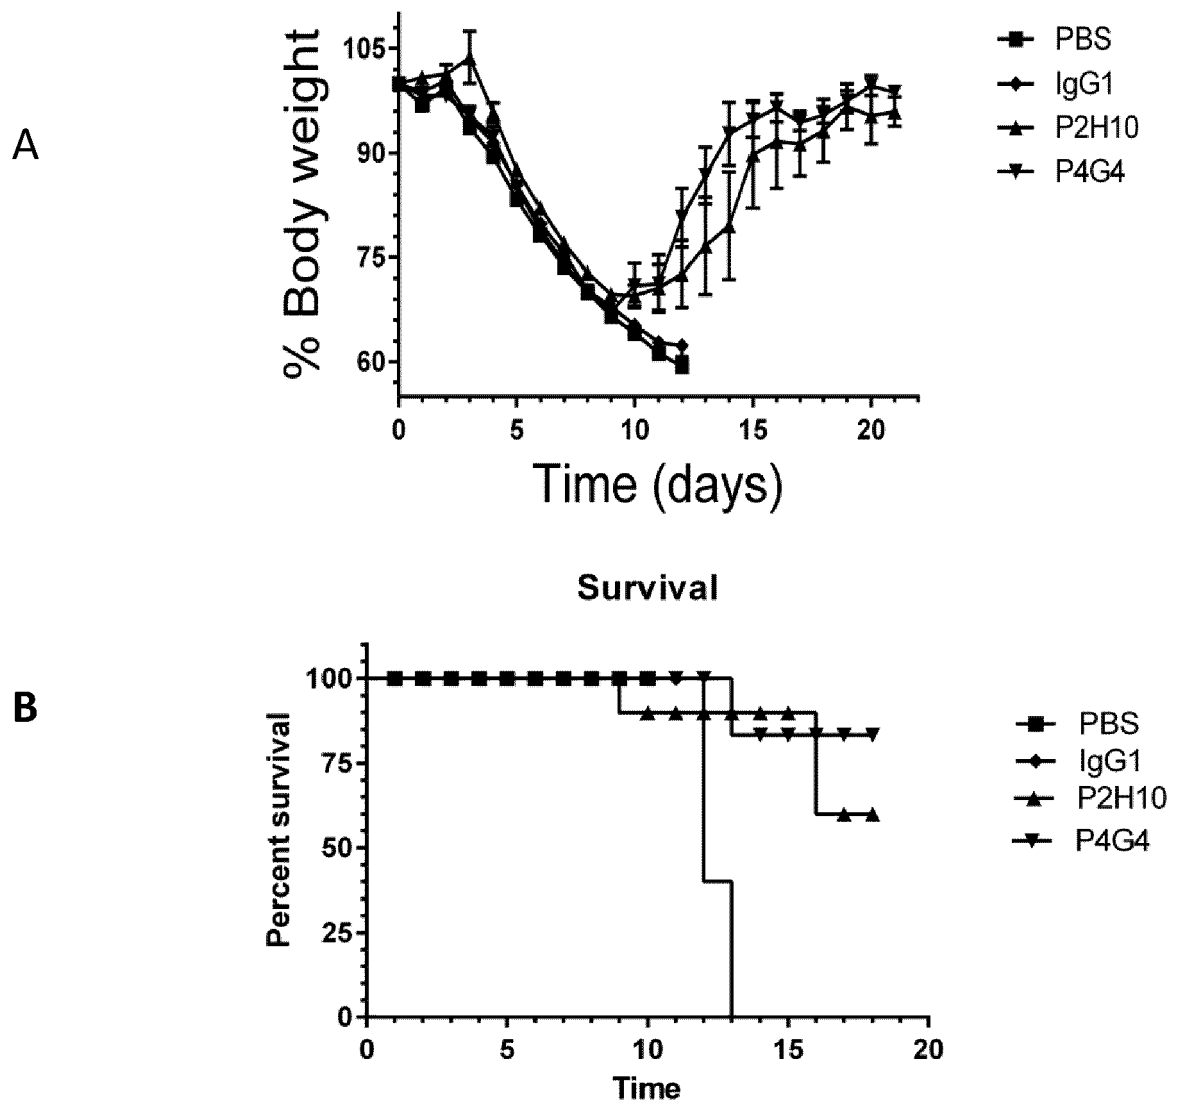 A
% Body weight
105
90
75
60
0 5 10 15 20
Time (days)
PBS
IgG1
P2H10
P4G4
B
Survival
Percent survival
100
75
50
25
0
0 5 10 15 20
Time
PBS
IgG1
P2H10
P4G4